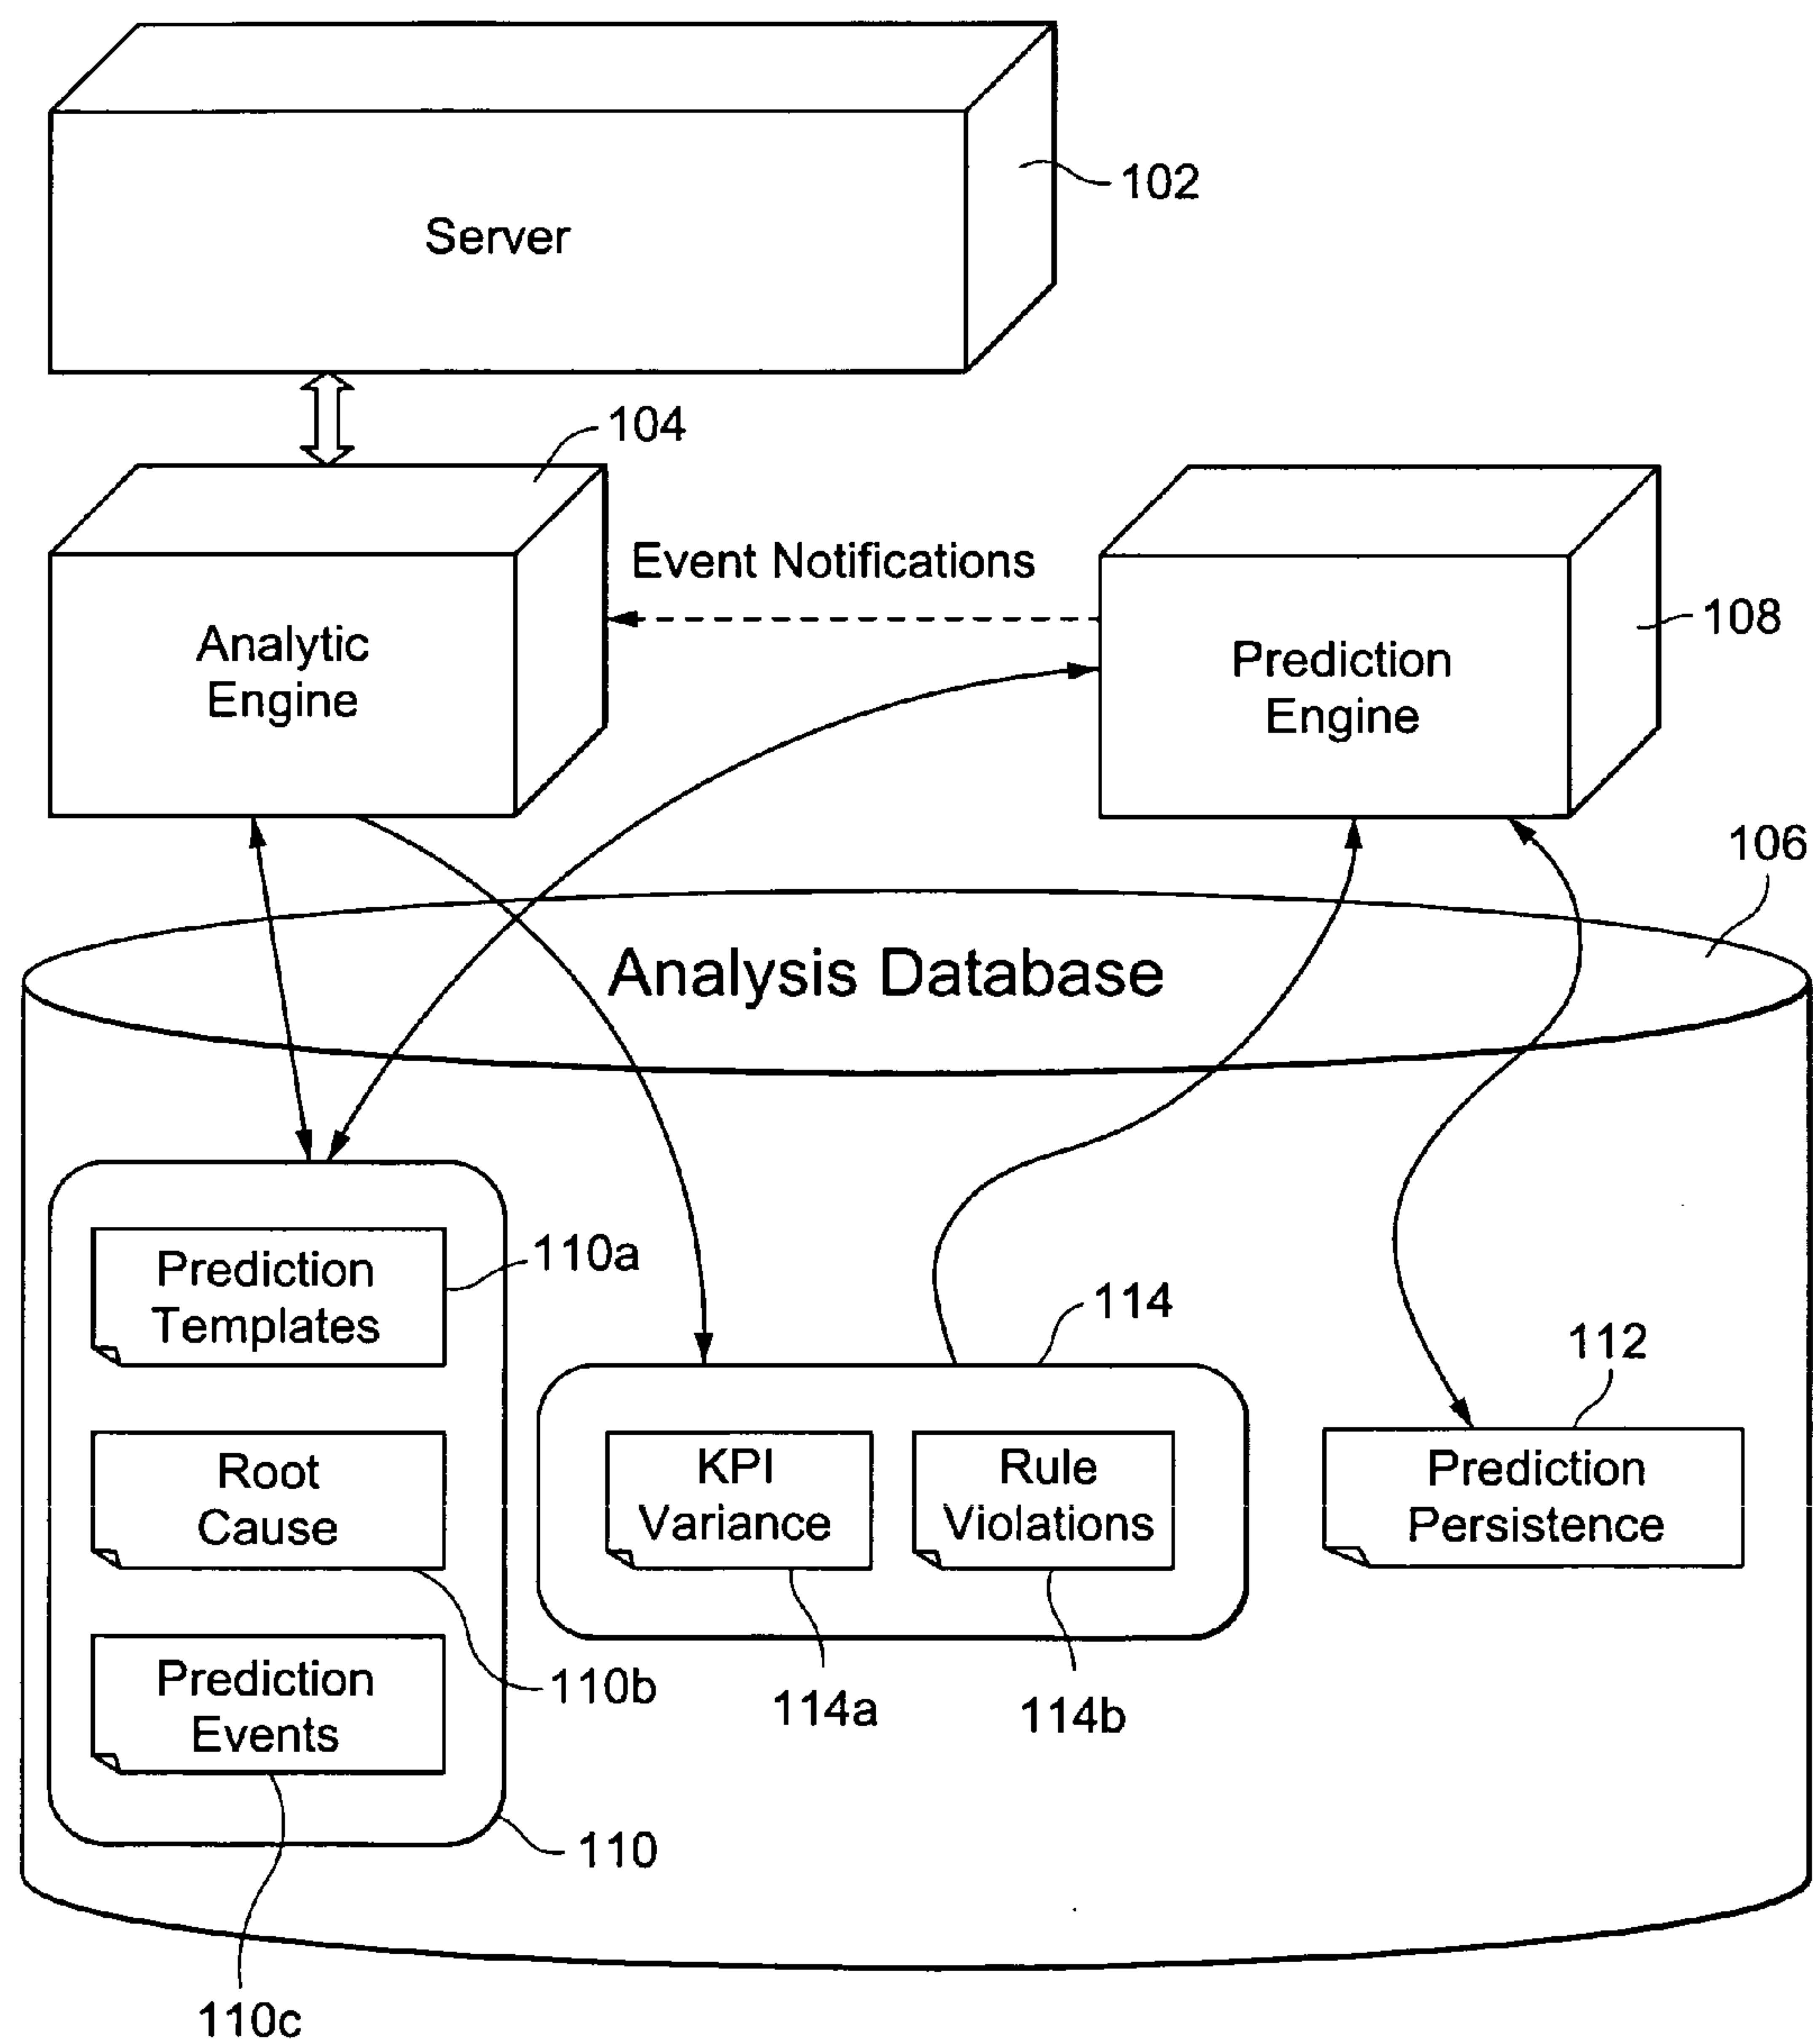 102
Server
104
Event Notifications
108
Analytic
Engine
Prediction
Engine
106
Analysis Database
110a
Prediction
Templates
114
112
Root
Cause
KPI
Variance
Rule
Violations
Prediction
Persistence
110b
114a
114b
Prediction
Events
110
110c